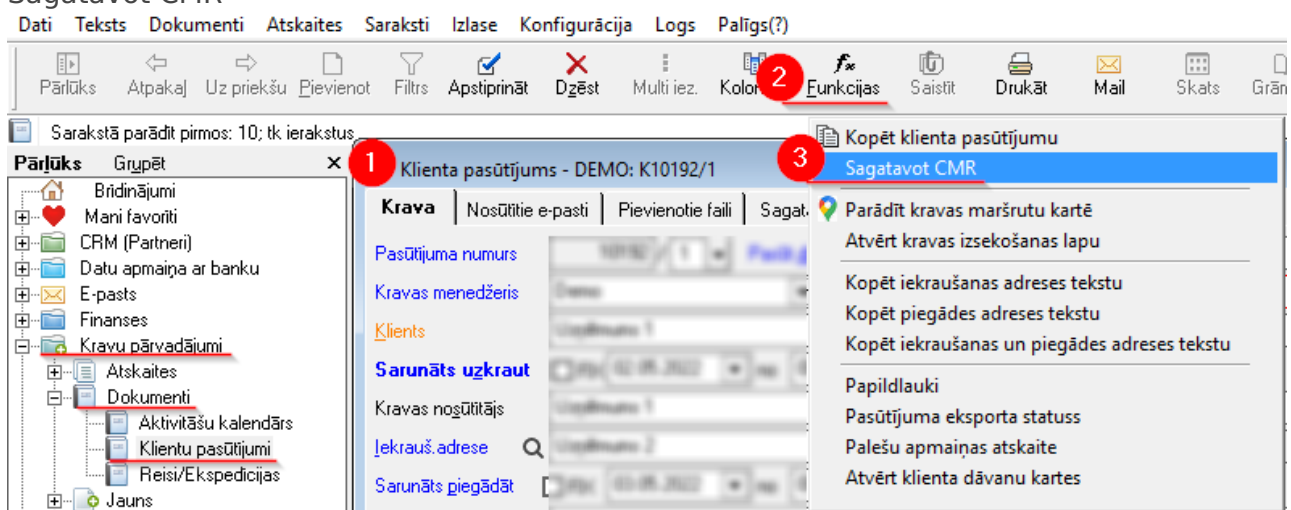 Sagatavot CMR
Dati Teksts Dokumenti Atskaites Saraksti Izlase Konfigurācija Logs Palīgs(?)
Pārlūks Atpakaļ Uz priekšu Pievienot Filtrs Apstiprināt Dzēst Multi iez. 2 Funkcijas Saistīt Drukāt Mail Skats
Sarakstā parādīt pirmos: 10; tk ierakstus
Pārlūks Grupēt
Brīdinājumi
Mani favorīti
CRM (Partneri)
Datu apmaiņa ar banku
E-pasts
Finanses
Kravu pārvadājumi
Atskaites
Dokumenti
Aktivitāšu kalendārs
Klientu pasūtījumi
Reisi/Ekspedīcijas
Jauns
1 Klienta pasūtījums - DEMO: K10192/1
Krava Nosūtītie e-pasti Pievienotie faili
Pasūtījuma numurs
Kravas menedžeris
Klients
Sarunāts uzkraut
Kravas nosūtītājs
Iekrauš.adrese
Sarunāts piegādāt
Kopēt klienta pasūtījumu
3 Sagatavot CMR
Parādīt kravas maršrutu kartē
Atvērt kravas izsekošanas lapu
Kopēt iekraušanas adreses tekstu
Kopēt piegādes adreses tekstu
Kopēt iekraušanas un piegādes adreses tekstu
Papildlauki
Pasūtījuma eksporta statuss
Palešu apmaiņas atskaite
Atvērt klienta dāvanu kartes